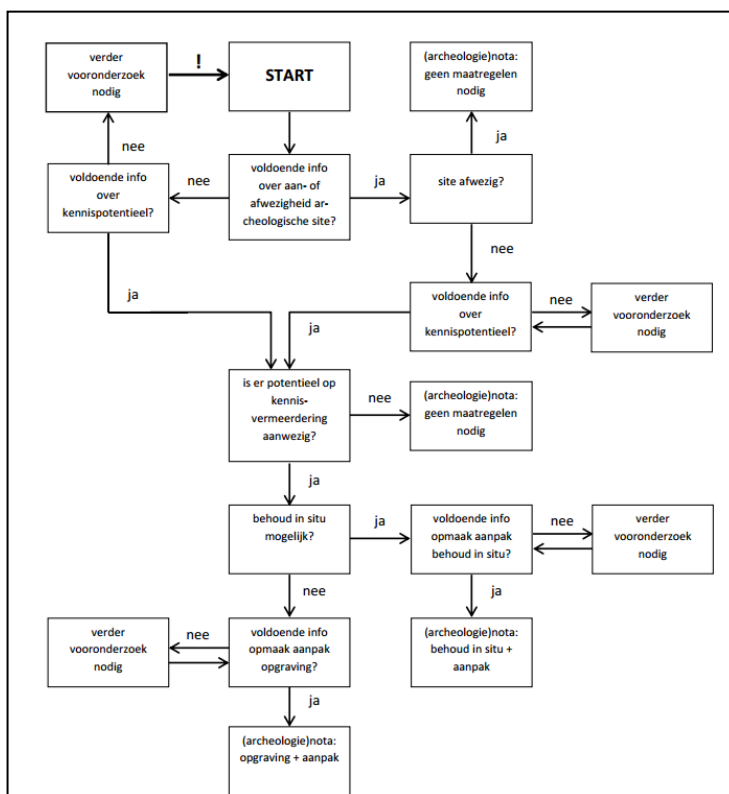 verder
vooronderzoek
nodig
!
START
(archeologie)nota:
geen maatregelen
nodig
nee
ja
voldoende info
over
kennispotentieel?
nee
voldoende info
over aan- of
afwezigheid ar-
cheologische site?
ja
site afwezig?
nee
ja
ja
voldoende info
over
kennispotentieel?
nee
verder
vooronderzoek
nodig
is er potentieel op
kennis-
vermeerdering
aanwezig?
nee
(archeologie)nota:
geen maatregelen
nodig
ja
behoud in situ
mogelijk?
ja
voldoende info
opmaak aanpak
behoud in situ?
nee
verder
vooronderzoek
nodig
nee
ja
verder
vooronderzoek
nodig
nee
voldoende info
opmaak aanpak
opgraving?
(archeologie)nota:
behoud in situ +
aanpak
ja
(archeologie)nota:
opgraving + aanpak